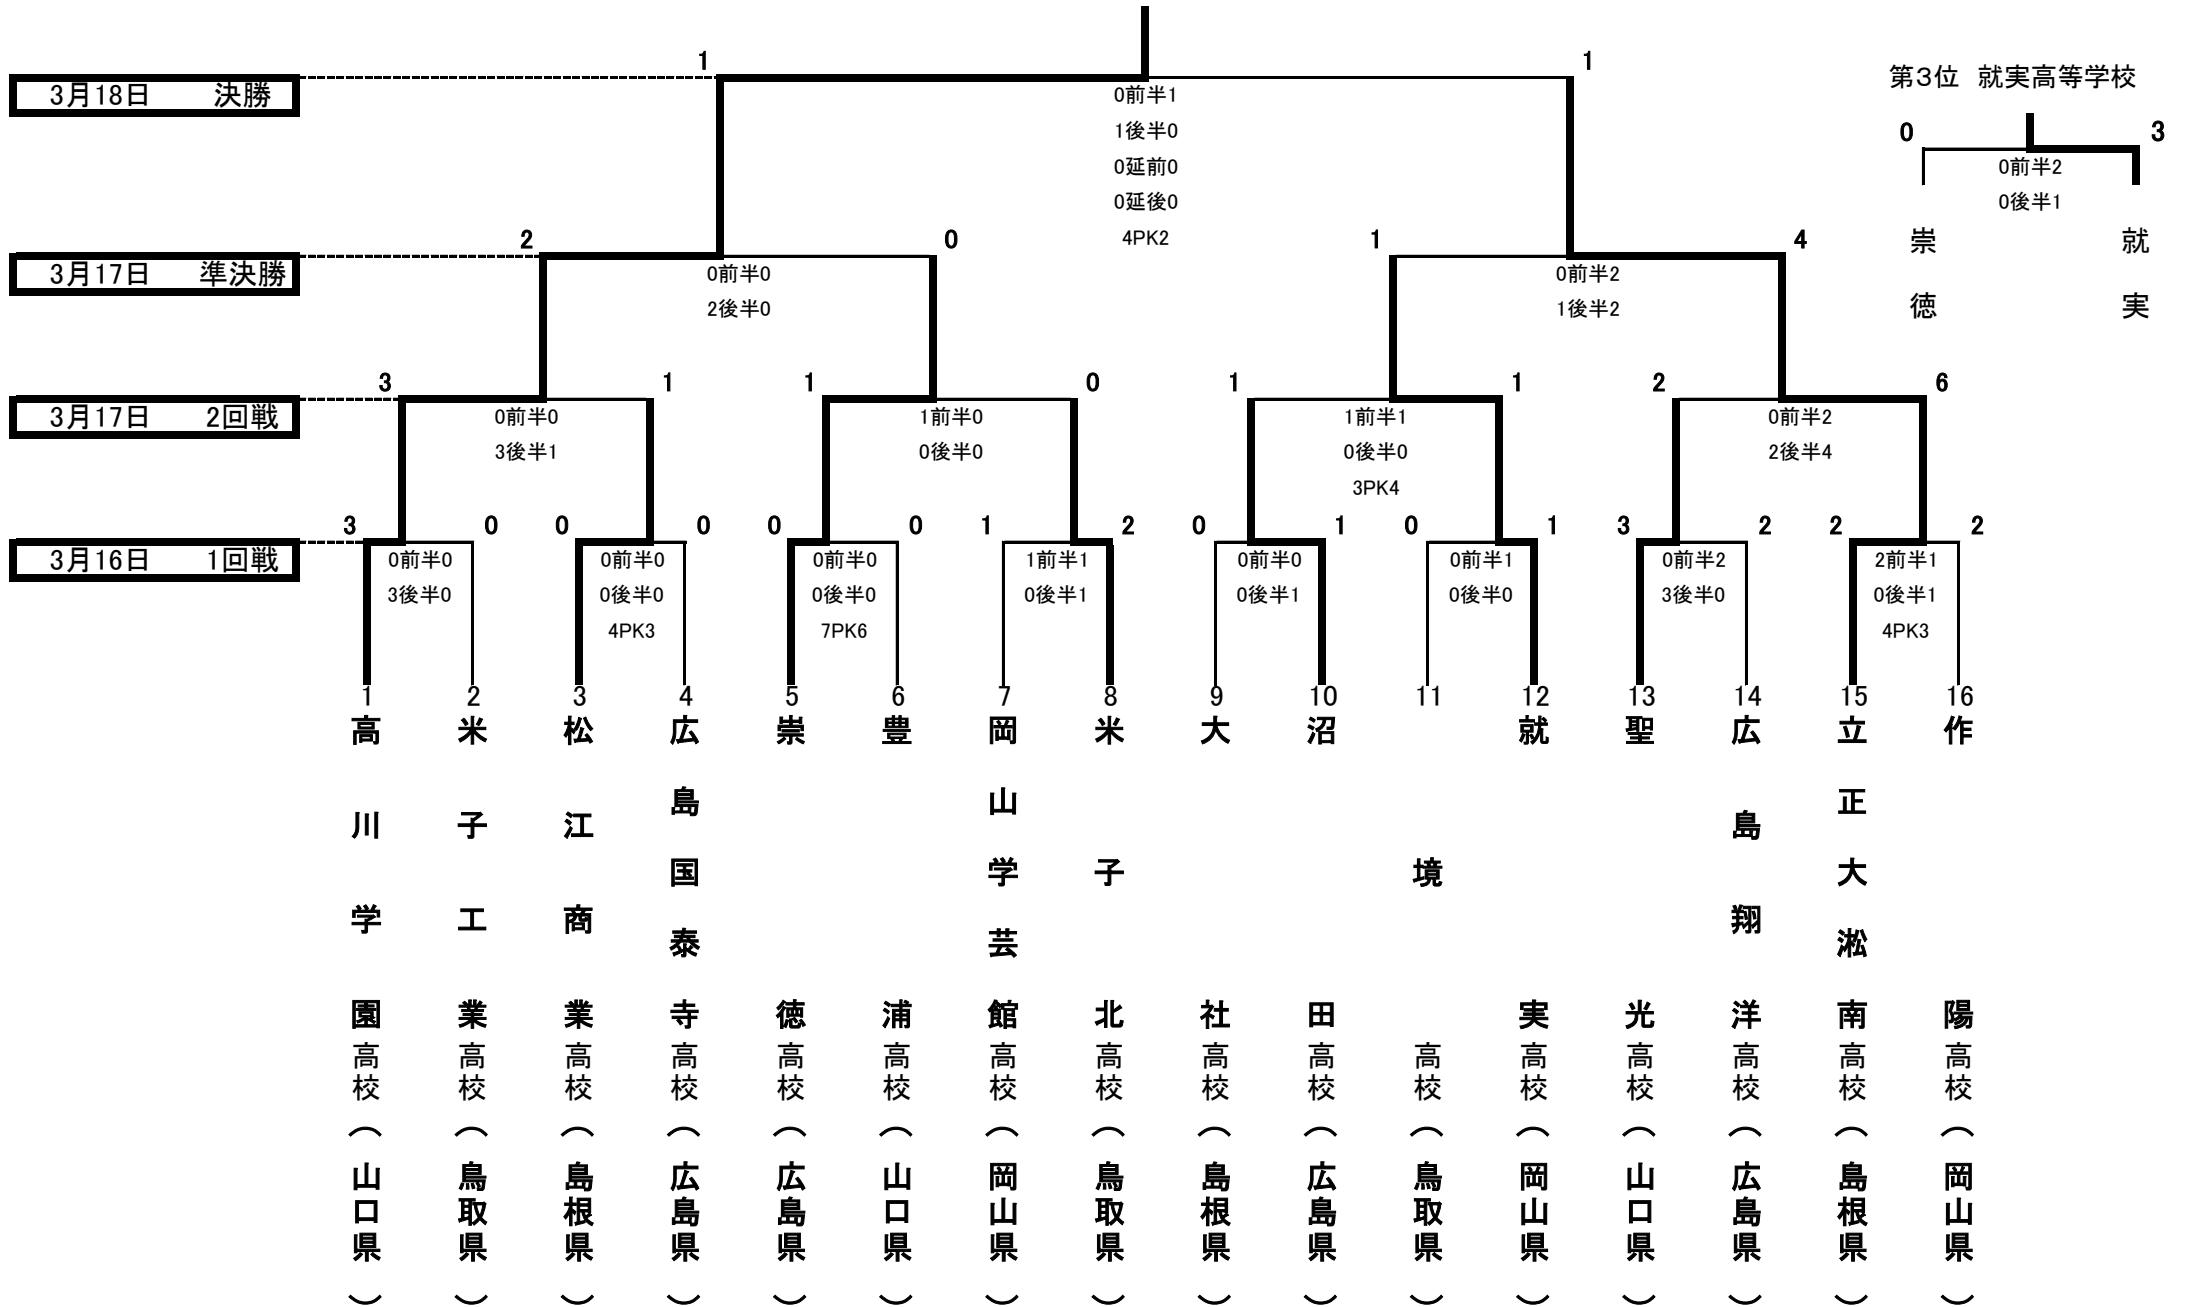 1 1
3月18日 決勝
第3位 就実高等学校
0 3
0前半1
1後半0
0延前0
0延後0
4PK2
0前半2
0後半1
崇徳
就実
2 0 1 4
3月17日 準決勝
0前半0 0前半2
2後半0 1後半2
3 1 1 0 1 1 2 6
3月17日 2回戦
0前半0 1前半0 1前半1 0前半2
3後半1 0後半0 0後半0 2後半4
3PK4
3 0 0 0 0 0 1 2 0 1 0 1 3 2 2 2
3月16日 1回戦
0前半0 0前半0 0前半0 1前半1 0前半0 0前半1 0前半2 2前半1
3後半0 0後半0 0後半0 0後半1 0後半1 0後半0 3後半0 0後半1
4PK3 7PK6 4PK3
1 2 3 4 5 6 7 8 9 10 11 12 13 14 15 16
高川学園高校(山口県)
米子工業高校(鳥取県)
松江商業高校(島根県)
広島国泰寺高校(広島県)
崇徳高校(広島県)
豊浦高校(山口県)
岡山学芸館高校(岡山県)
米子北高校(鳥取県)
大社高校(島根県)
沼田高校(広島県)
境高校(鳥取県)
就実高校(岡山県)
聖光高校(山口県)
広島翔洋高校(広島県)
立正大淞南高校(島根県)
作陽高校(岡山県)